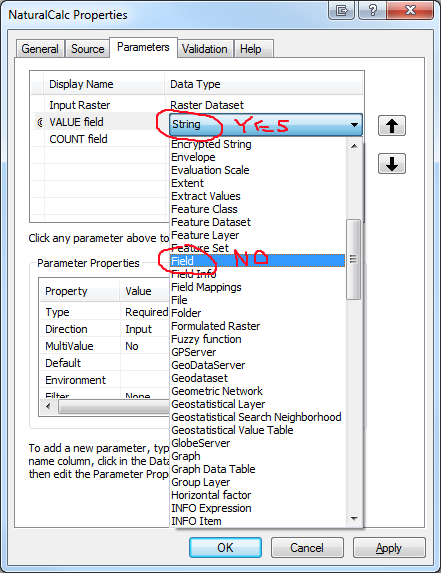 NaturalCalc Properties
General Source Parameters Validation Help
Display Name Data Type
Input Raster Raster Dataset
VALUE field String YES
COUNT field
Encrypted String
Envelope
Evaluation Scale
Extent
Extract Values
Feature Class
Feature Dataset
Feature Layer
Feature Set
Click any parameter above to
Field NO
Field Info
Field Mappings
File
Folder
Formulated Raster
Fuzzy function
GPServer
GeoDataServer
Geodataset
Geometric Network
Geostatistical Layer
Geostatistical Search Neighborhood
Geostatistical Value Table
GlobeServer
Graph
Graph Data Table
Group Layer
Horizontal factor
INFO Expression
INFO Item
Parameter Properties
Property Value
Type Required
Direction Input
MultiValue No
Default
Environment
Filter None
To add a new parameter, typ
name column, click in the Dat
then edit the Parameter Prop
OK Cancel Apply